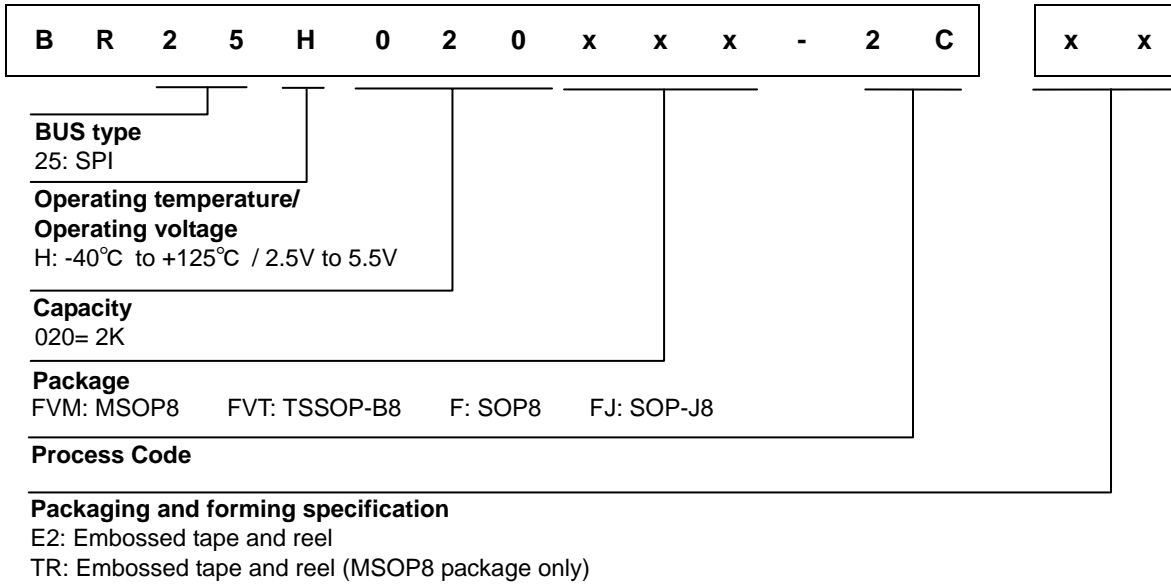 B R 2 5 H 0 2 0 x x x - 2 C x x
BUS type
25: SPI
Operating temperature/
Operating voltage
H: -40℃ to +125℃ / 2.5V to 5.5V
Capacity
020= 2K
Package
FVM: MSOP8 FVT: TSSOP-B8 F: SOP8 FJ: SOP-J8
Process Code
Packaging and forming specification
E2: Embossed tape and reel
TR: Embossed tape and reel (MSOP8 package only)